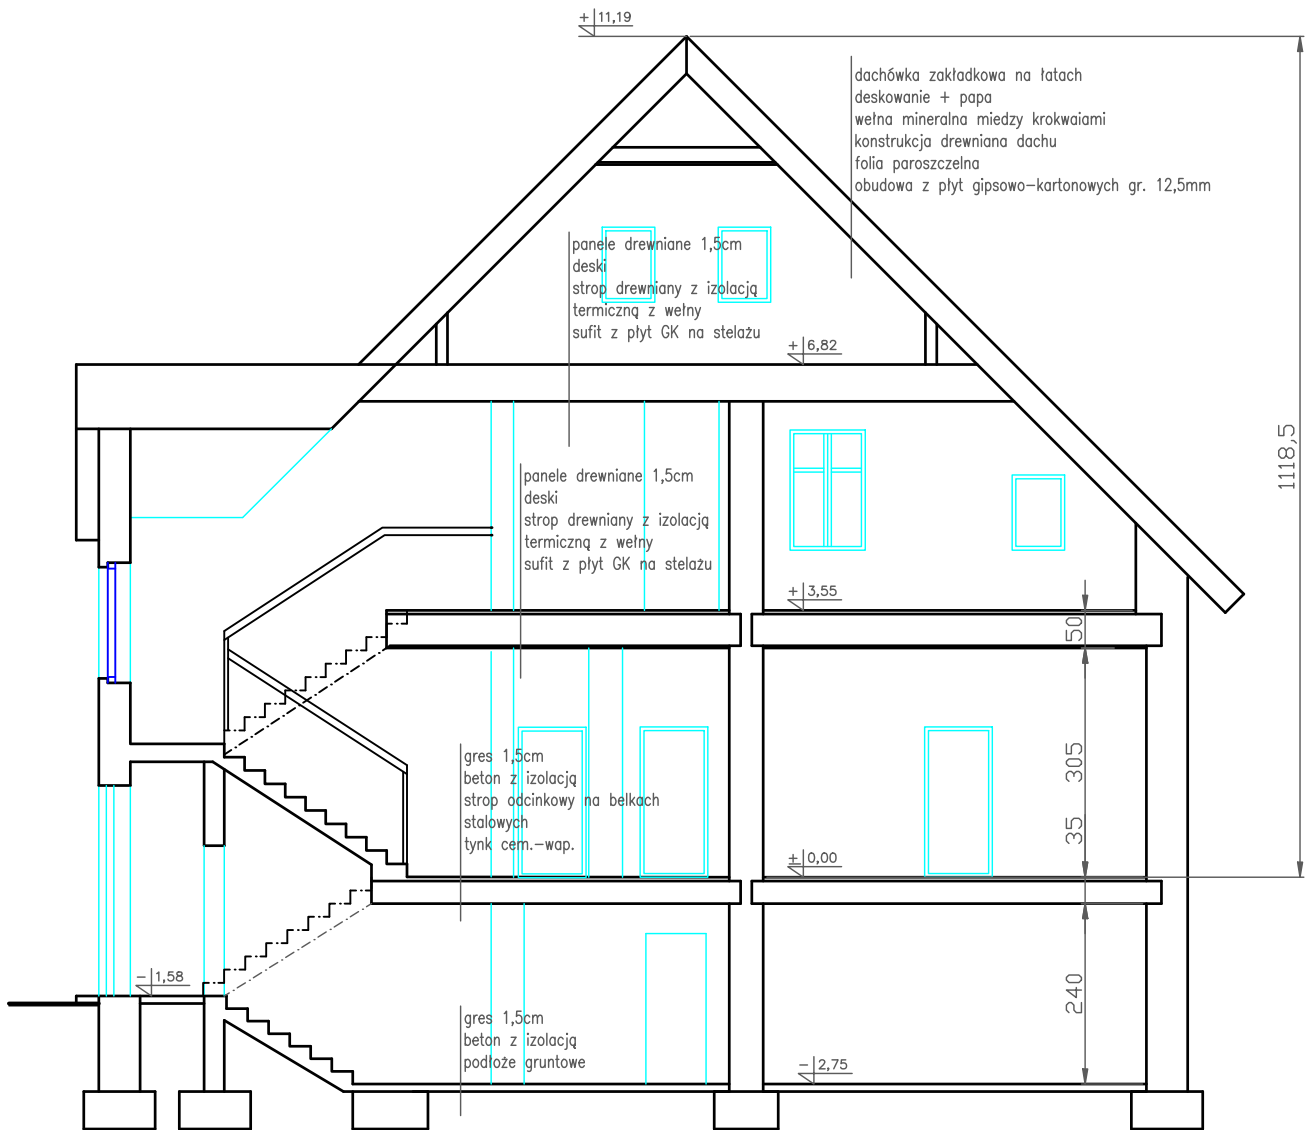 + 11,19
dachówka zakładkowa na łatach
deskowanie + papa
wełna mineralna miedzy krokwaiami
konstrukcja drewniana dachu
folia paroszczelna
obudowa z płyt gipsowo-kartonowych gr. 12,5mm
panele drewniane 1,5cm
deski
strop drewniany z izolacją
termiczną z wełny
sufit z płyt GK na stelażu
+ 6,82
1118,5
panele drewniane 1,5cm
deski
strop drewniany z izolacją
termiczną z wełny
sufit z płyt GK na stelażu
+ 3,55
50
305
gres 1,5cm
beton z izolacją
strop odcinkowy na belkach
stalowych
tynk cem.-wap.
35
± 0,00
- 1,58
240
gres 1,5cm
beton z izolacją
podłoże gruntowe
- 2,75